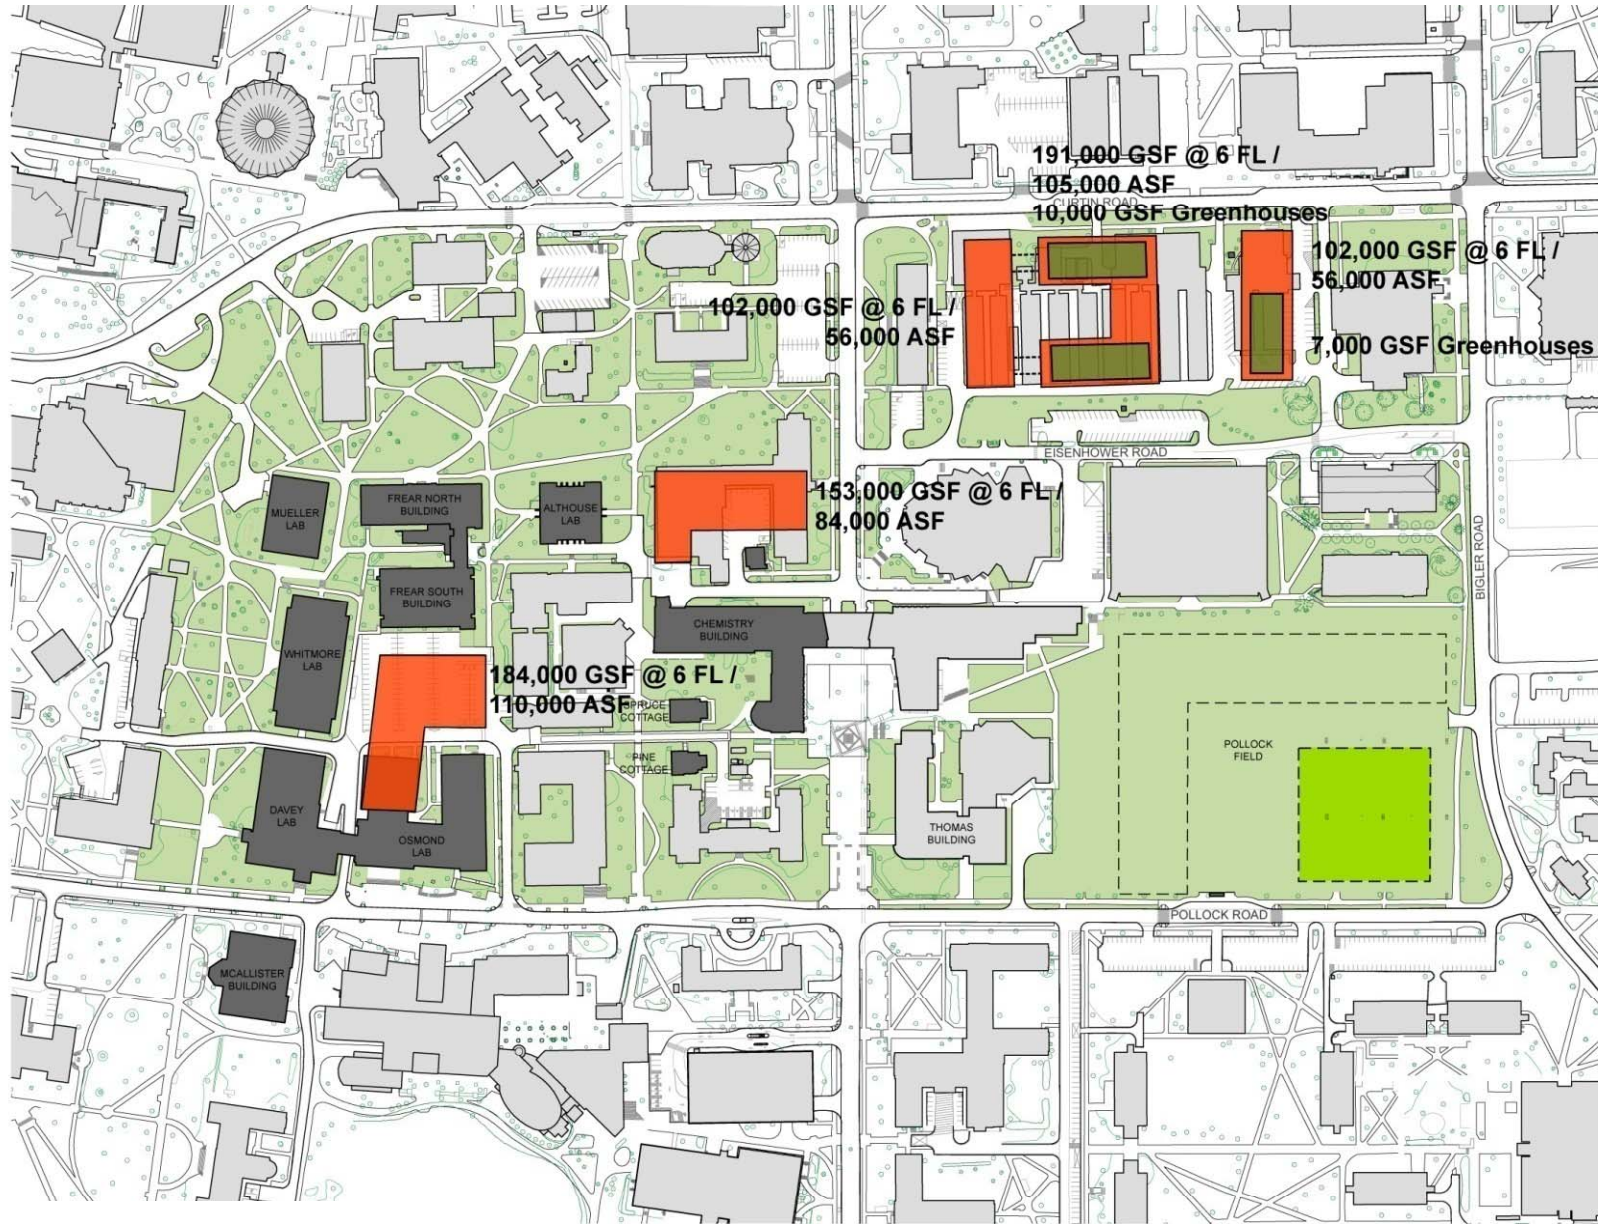 191,000 GSF @ 6 FL /
105,000 ASF
CURTIN ROAD
10,000 GSF Greenhouses
102,000 GSF @ 6 FL /
56,000 ASF
102,000 GSF @ 6 FL /
56,000 ASF
7,000 GSF Greenhouses
EISENHOWER ROAD
153,000 GSF @ 6 FL /
84,000 ASF
MUELLER
LAB
FREAR NORTH
BUILDING
ALTHOUSE
LAB
BIGLER ROAD
FREAR SOUTH
BUILDING
CHEMISTRY
BUILDING
WHITMORE
LAB
184,000 GSF @ 6 FL /
110,000 ASF
SPRUCE
COTTAGE
PINE
COTTAGE
POLLOCK
FIELD
DAVEY
LAB
OSMOND
LAB
THOMAS
BUILDING
POLLOCK ROAD
MCALLISTER
BUILDING